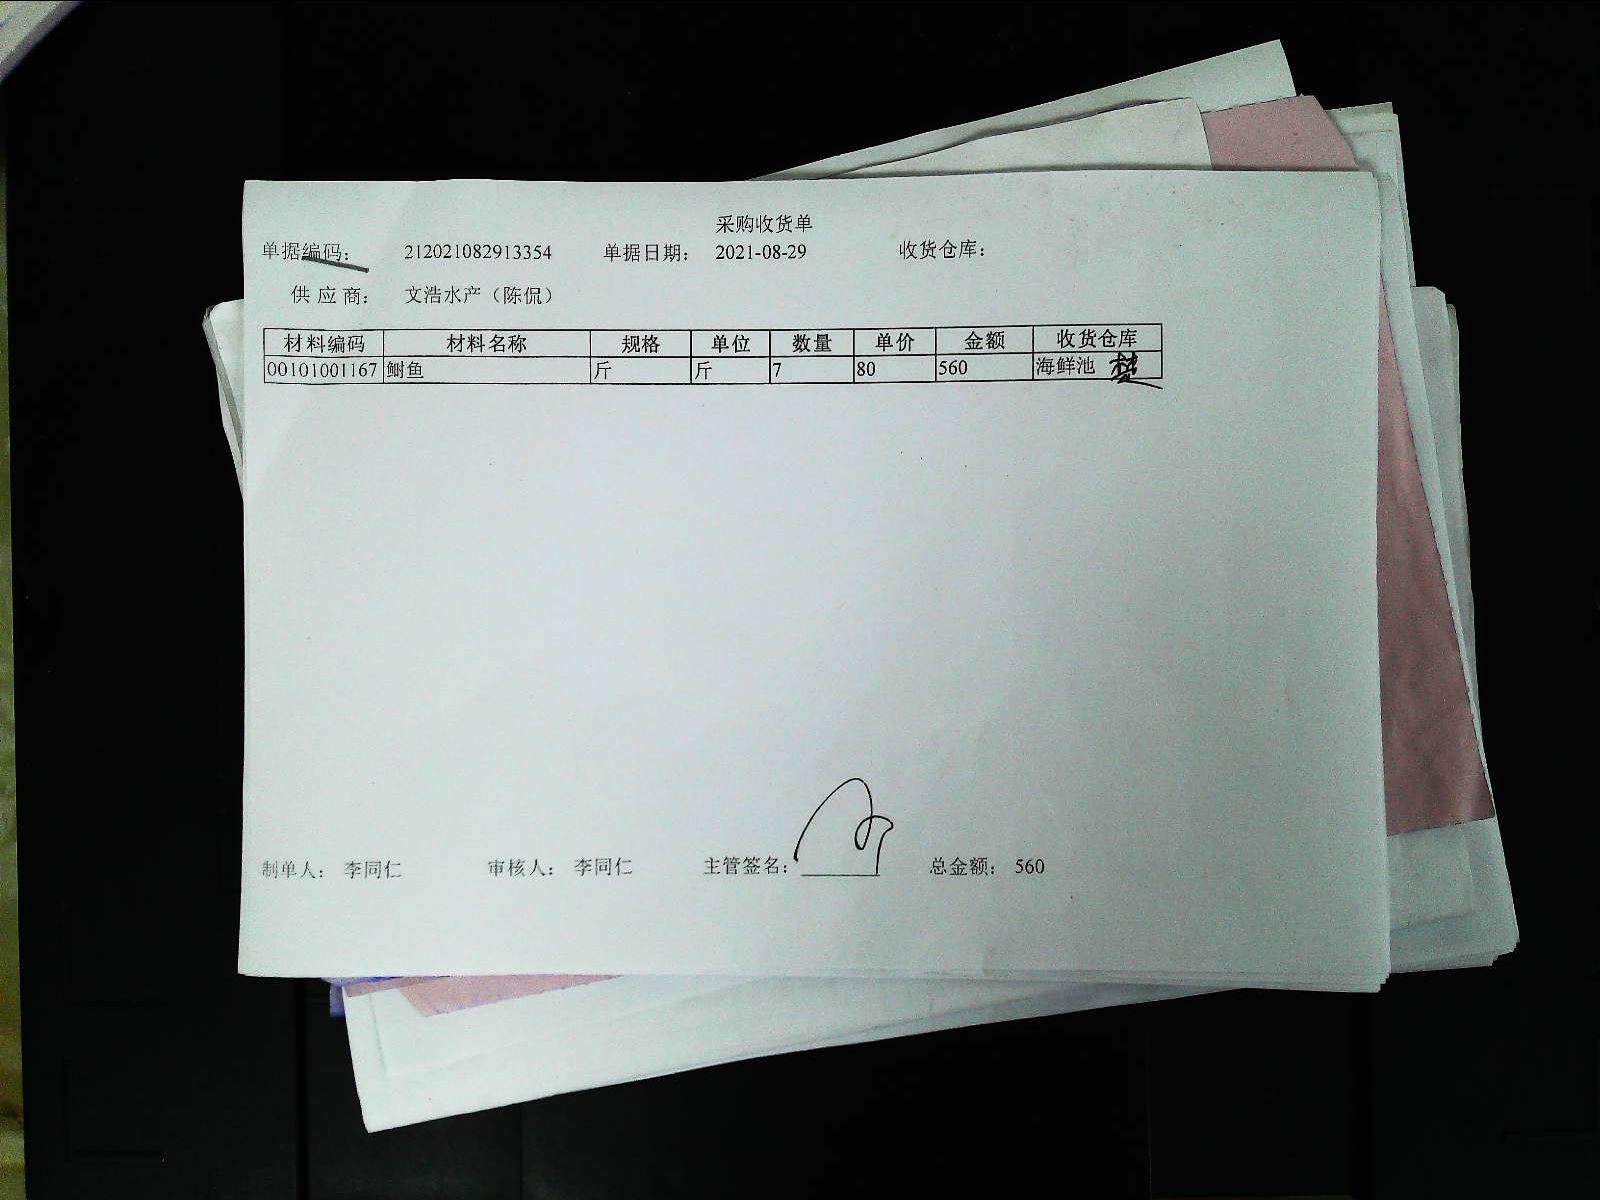 采购收货单
单据编码： 212021082913354 单据日期： 2021-08-29 收货仓库：
供应商： 文浩水产（陈侃）
材料编码 材料名称 规格 单位 数量 单价 金额 收货仓库
00101001167 鲥鱼 斤 斤 7 80 560 海鲜池
制单人： 李同仁 审核人： 李同仁 主管签名： 总金额： 560